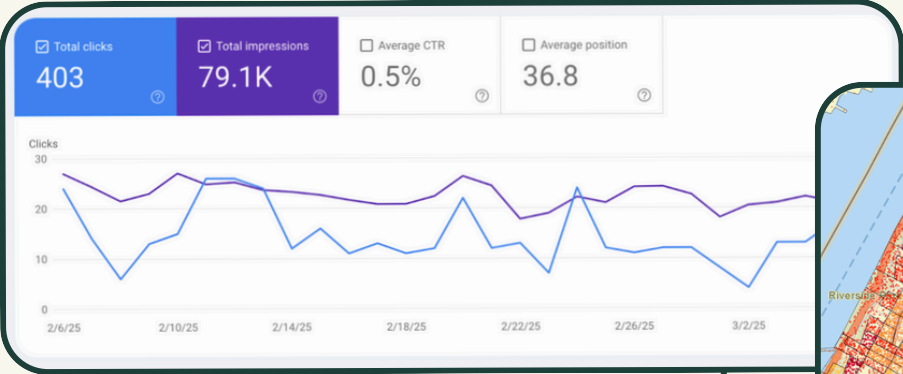 Total clicks
403
Total impressions
79.1K
Average CTR
0.5%
Average position
36.8
Clicks
30
20
10
0
2/6/25
2/10/25
2/14/25
2/18/25
2/22/25
2/26/25
3/2/25